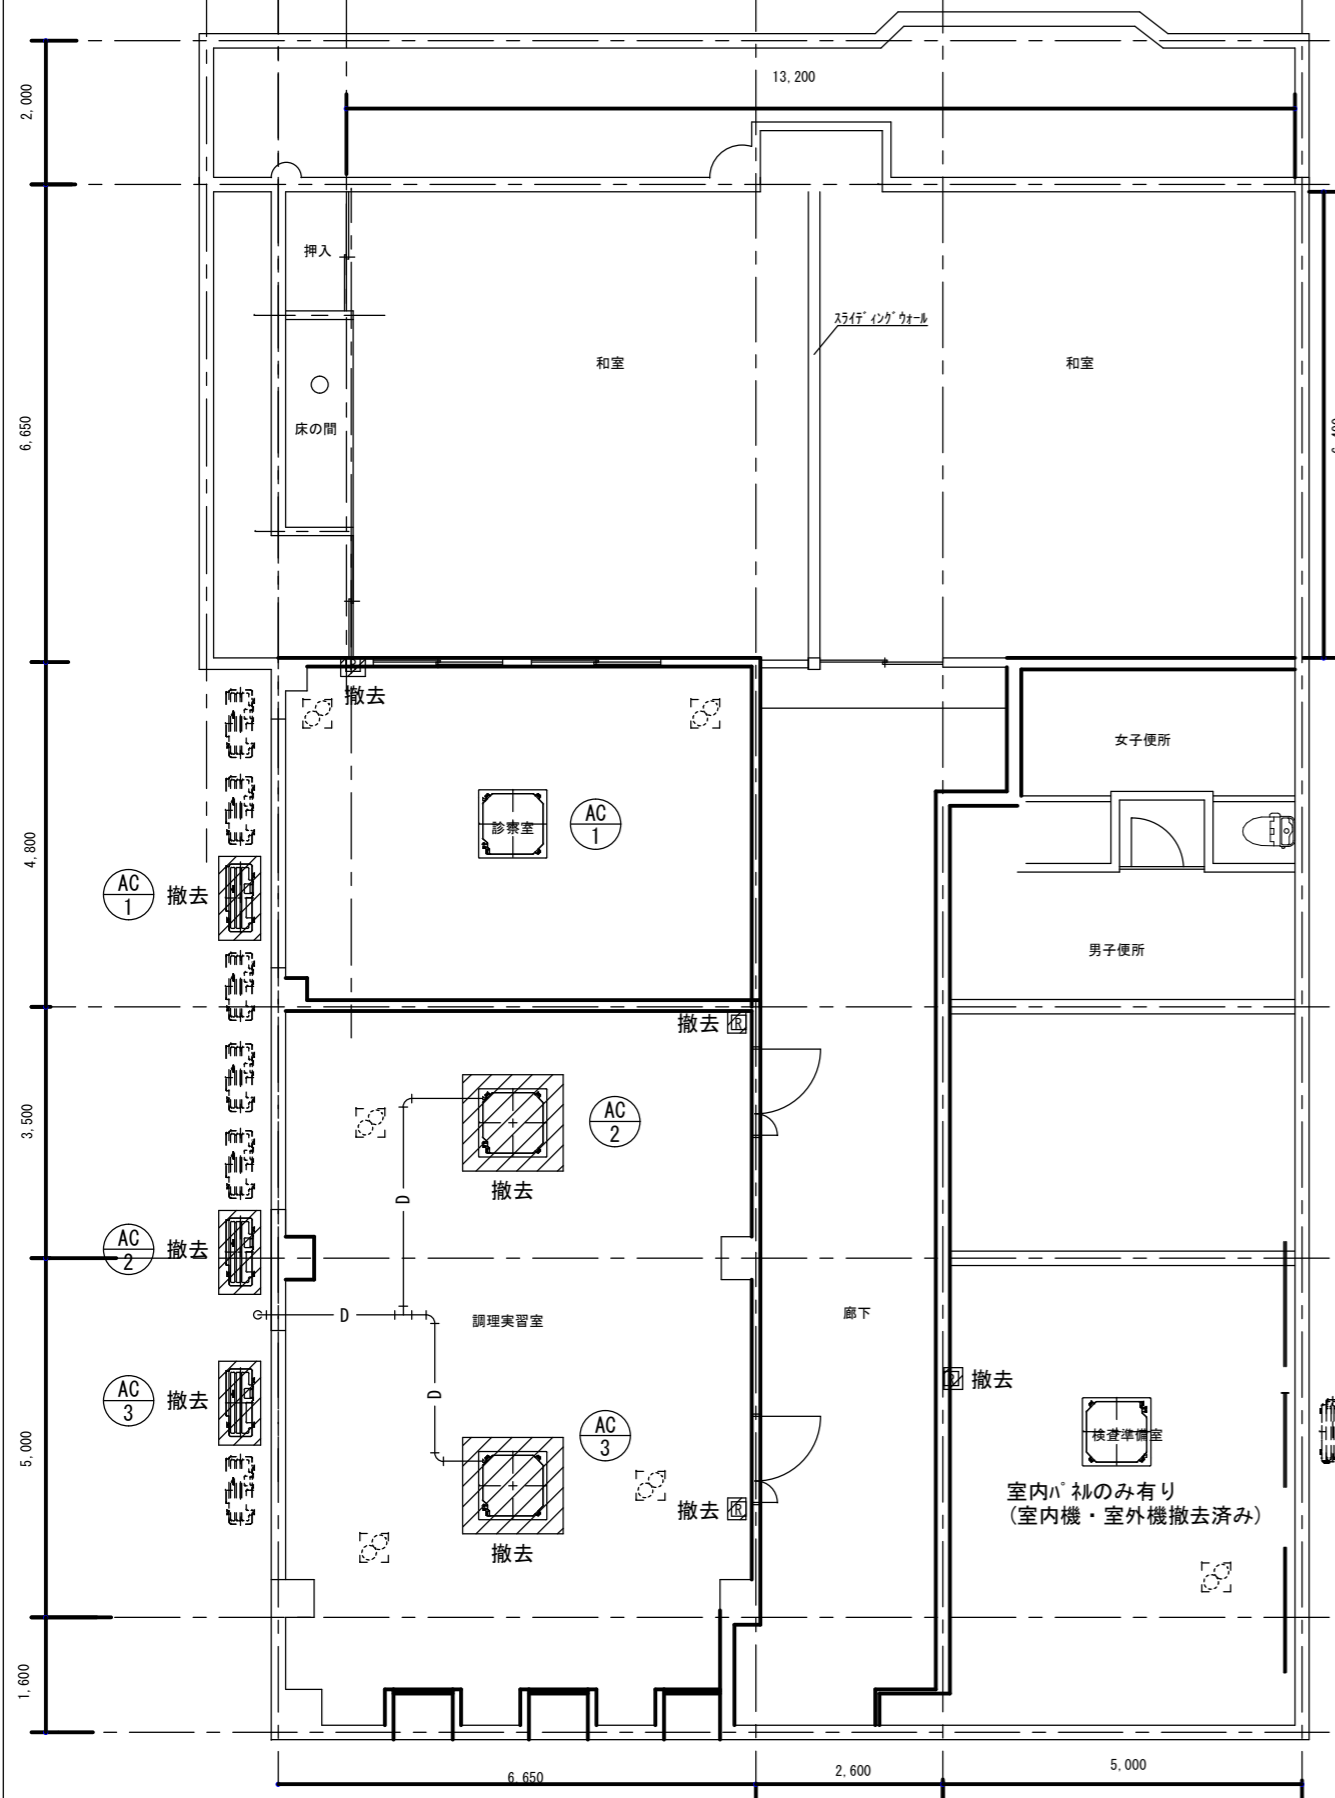 13,200
2,000
押入
スライディングウォール
和室
和室
床の間
6,650
撤去
女子便所
診察室
AC
1
4,800
AC
1
撤去
男子便所
撤去 R
AC
2
3,500
撤去
D
AC
2
撤去
D
調理実習室
廊下
D
R 撤去
AC
3
撤去
AC
3
検査準備室
5,000
室内パネルのみ有り
(室内機・室外機撤去済み)
撤去 R
撤去
1,600
6,650
2,600
5,000